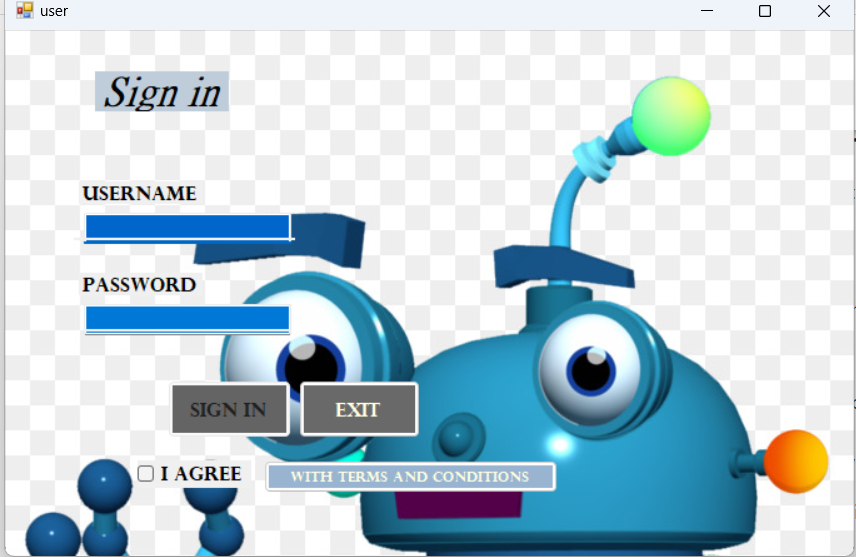 user
Sign in
USERNAME
PASSWORD
SIGN IN EXIT
I AGREE WITH TERMS AND CONDITIONS